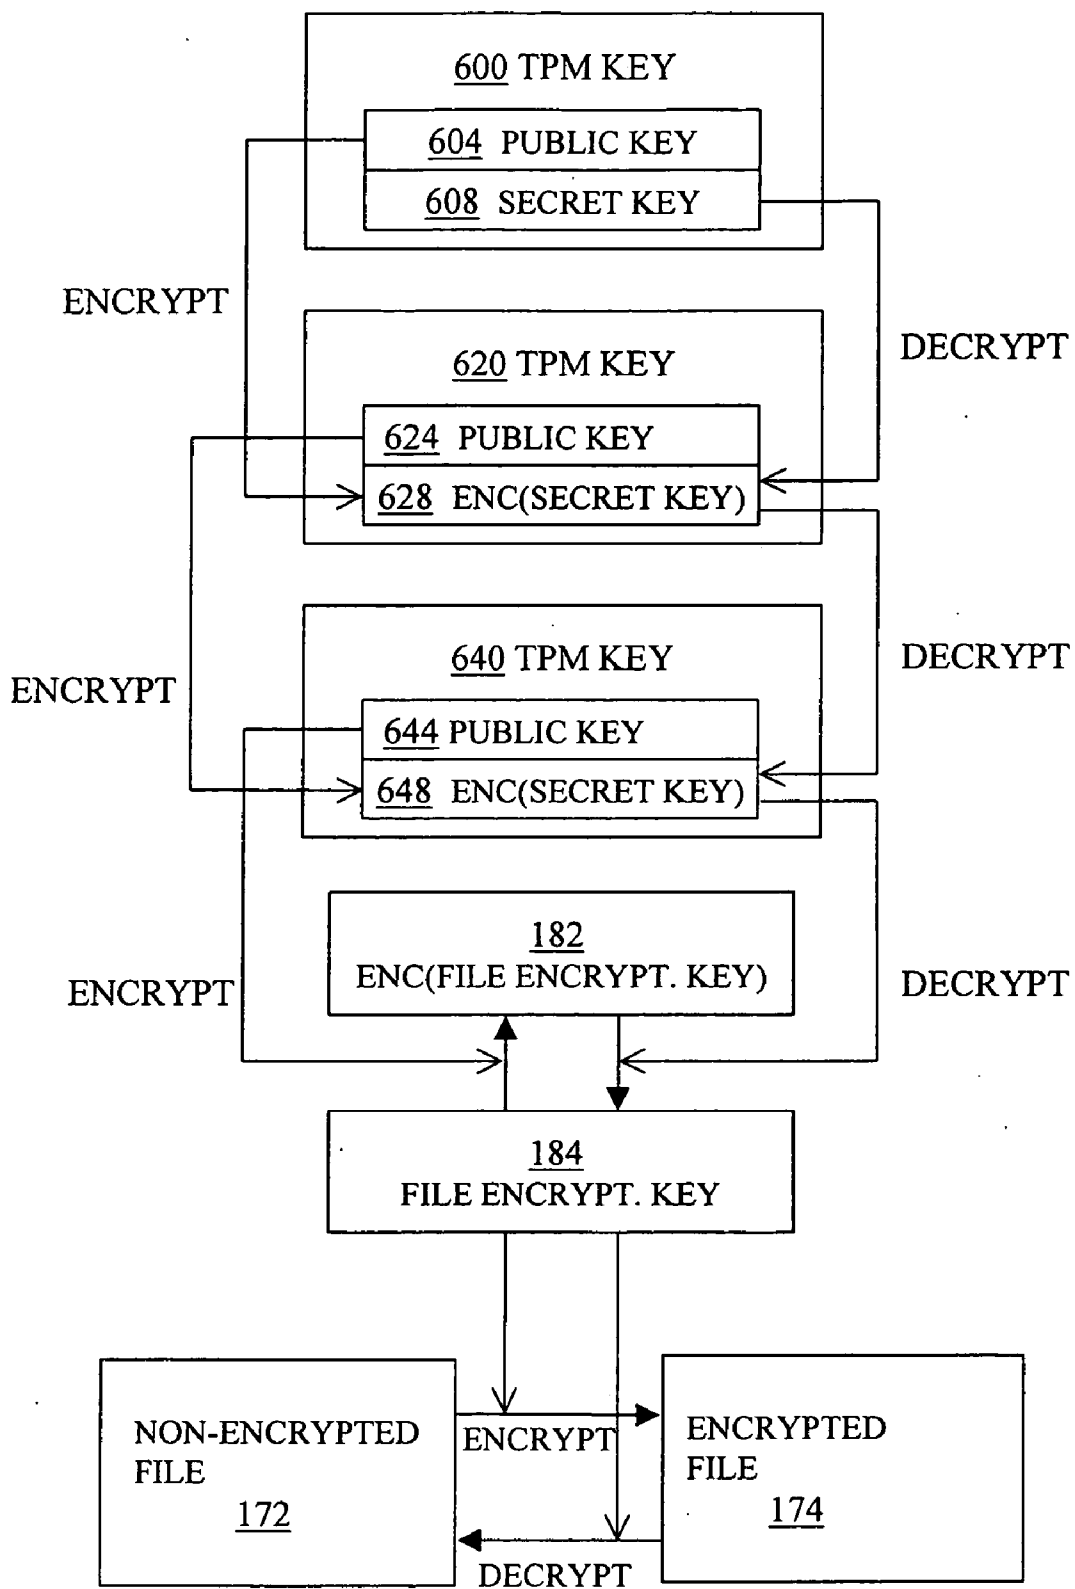 600 TPM KEY
604 PUBLIC KEY
608 SECRET KEY
ENCRYPT
DECRYPT
620 TPM KEY
624 PUBLIC KEY
628 ENC(SECRET KEY)
ENCRYPT
DECRYPT
640 TPM KEY
644 PUBLIC KEY
648 ENC(SECRET KEY)
182
ENC(FILE ENCRYPT. KEY)
ENCRYPT
DECRYPT
184
FILE ENCRYPT. KEY
NON-ENCRYPTED
FILE
172
ENCRYPT
DECRYPT
ENCRYPTED
FILE
174